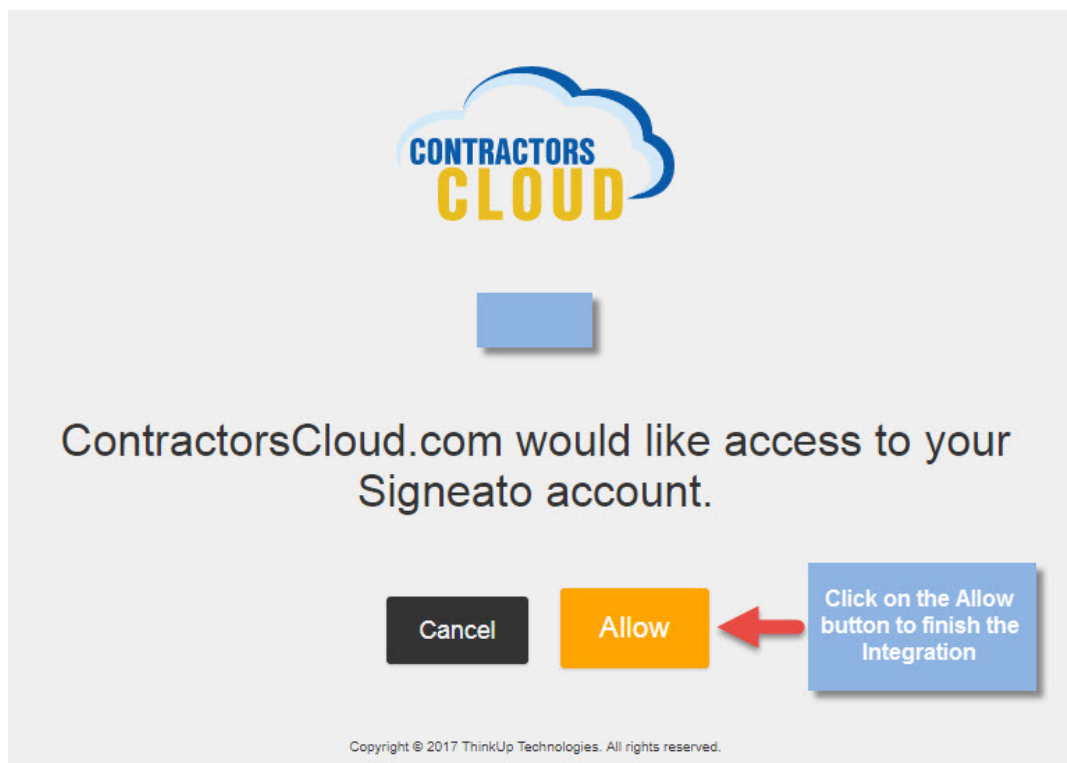 CONTRACTORS
CLOUD
ContractorsCloud.com would like access to your
Signeato account.
Cancel
Allow
Click on the Allow
button to finish the
Integration
Copyright © 2017 ThinkUp Technologies. All rights reserved.